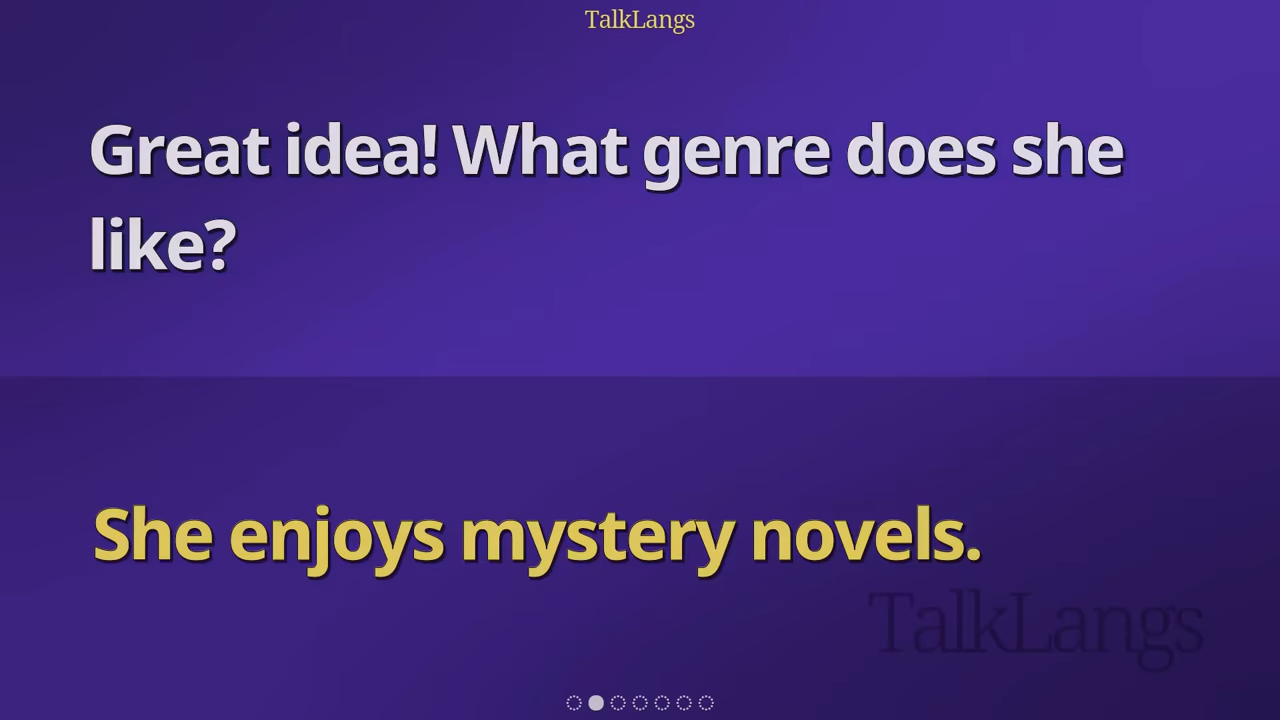 TalkLangs
Great idea! What genre does she
like?
She enjoys mystery novels.
TalkLangs